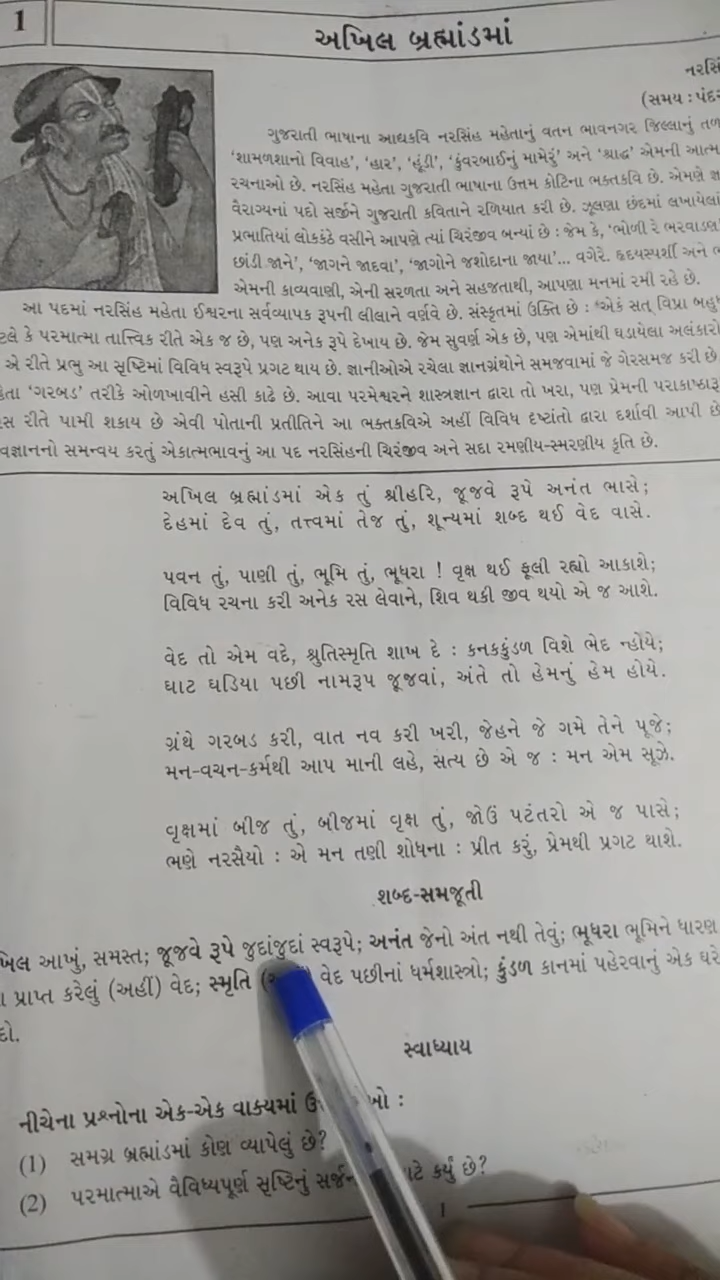 1
અખિલ બ્રહ્માંડમાં
(સમય :
ગુજરાતી ભાષાના આદ્યકવિ નરસિંહ મહેતાનું વતન ભાવનગર જિલ્લાનું
‘શામળશાનો વિવાહ’, ‘હાર’, ‘હૂંડી’, ‘કુંવરબાઈનું મામેરું’ અને ‘શ્રાદ્ધ’ એમની
રચનાઓ છે. નરસિંહ મહેતા ગુજરાતી ભાષાના ઉત્તમ કોટિના ભક્તકવિ છે. એમણે
વૈરાગ્યનાં પદો સર્જીને ગુજરાતી કવિતાને રળિયાત કરી છે. ઝૂલણા છંદમાં લખાયેલાં
પ્રભાતિયાં લોકકંઠે વસીને આપણે ત્યાં ચિરંજીવ બન્યાં છે : જેમ કે, ‘ભોળી રે ભરવાડણ’
છાંડી જાને’, ‘જાગને જાદવા’, ‘જાગોને જશોદાના જાયા’... વગેરે. હૃદયસ્પર્શી અને
એમની કાવ્યવાણી, એની સરળતા અને સહજતાથી, આપણા મનમાં રમી રહે છે.
આ પદમાં નરસિંહ મહેતા ઈશ્વરના સર્વવ્યાપક રૂપની લીલાને વર્ણવે છે. સંસ્કૃતમાં ઉક્તિ છે : ‘એકં સત્ વિપ્રા
કે પરમાત્મા તાત્ત્વિક રીતે એક જ છે, પણ અનેક રૂપે દેખાય છે. જેમ સુવર્ણ એક છે, પણ એમાંથી ઘડાયેલા અલંકારો
એ રીતે પ્રભુ આ સૃષ્ટિમાં વિવિધ સ્વરૂપે પ્રગટ થાય છે. જ્ઞાનીઓએ રચેલા જ્ઞાનગ્રંથોને સમજવામાં જે ગેરસમજ કરી છે
‘ગરબડ’ તરીકે ઓળખાવીને હસી કાઢે છે. આવા પરમેશ્વરને શાસ્ત્રજ્ઞાન દ્વારા તો ખરા, પણ પ્રેમની
રીતે પામી શકાય છે એવી પોતાની પ્રતીતિને આ ભક્તકવિએ અહીં વિવિધ દૃષ્ટાંતો દ્વારા દર્શાવી આપી
સમન્વય કરતું એકાત્મભાવનું આ પદ નરસિંહની ચિરંજીવ અને સદા રમણીય-સ્મરણીય કૃતિ છે.
અખિલ બ્રહ્માંડમાં એક તું શ્રીહરિ, જૂજવે રૂપે અનંત ભાસે;
દેહમાં દેવ તું, તત્ત્વમાં તેજ તું, શૂન્યમાં શબ્દ થઈ વેદ વાસે.
પવન તું, પાણી તું, ભૂમિ તું, ભૂધરા ! વૃક્ષ થઈ ફૂલી રહ્યો આકાશે;
વિવિધ રચના કરી અનેક રસ લેવાને, શિવ થકી જીવ થયો એ જ આશે.
વેદ તો એમ વદે, શ્રુતિસ્મૃતિ શાખ દે : કનકકુંડળ વિશે ભેદ ન્હોયે;
ઘાટ ઘડિયા પછી નામરૂપ જૂજવાં, અંતે તો હેમનું હેમ હોયે.
ગ્રંથે ગરબડ કરી, વાત નવ કરી ખરી, જેહને જે ગમે તેને પૂજે;
મન-વચન-કર્મથી આપ માની લહે, સત્ય છે એ જ : મન એમ સૂઝે.
વૃક્ષમાં બીજ તું, બીજમાં વૃક્ષ તું, જોઉં પટંતરો એ જ પાસે;
ભણે નરસૈયો : એ મન તણી શોધના : પ્રીત કરું, પ્રેમથી પ્રગટ થાશે.
શબ્દ-સમજૂતી
આખું, સમસ્ત; જૂજવે રૂપે જુદાંજુદાં સ્વરૂપે; અનંત જેનો અંત નથી તેવું; ભૂધરા ભૂમિને ધારણ
પ્રાપ્ત કરેલું (અહીં) વેદ; સ્મૃતિ વેદ પછીનાં ધર્મશાસ્ત્રો; કુંડળ કાનમાં પહેરવાનું એક
સ્વાધ્યાય
નીચેના પ્રશ્નોના એક-એક વાક્યમાં
(1) સમગ્ર બ્રહ્માંડમાં કોણ વ્યાપેલું છે?
(2) પરમાત્માએ વૈવિધ્યપૂર્ણ સૃષ્ટિનું કર્યું છે?
1